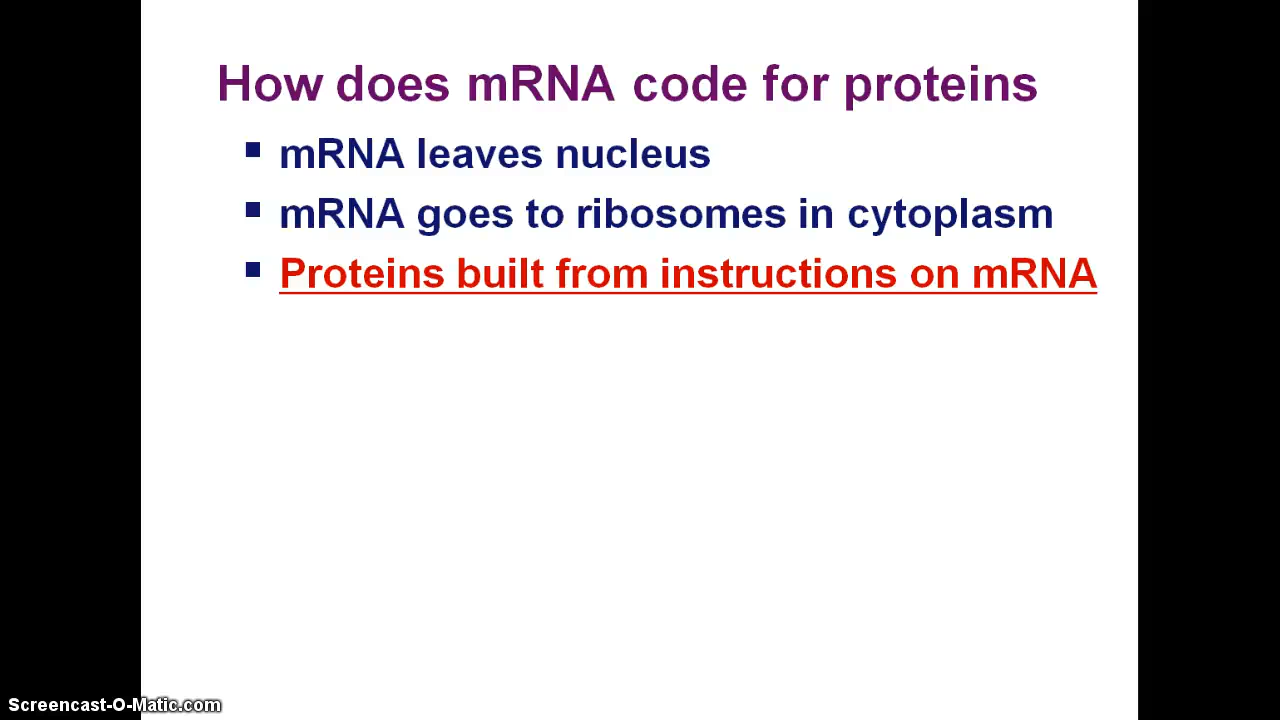 How does mRNA code for proteins
▪ mRNA leaves nucleus
▪ mRNA goes to ribosomes in cytoplasm
▪ Proteins built from instructions on mRNA
Screencast-O-Matic.com